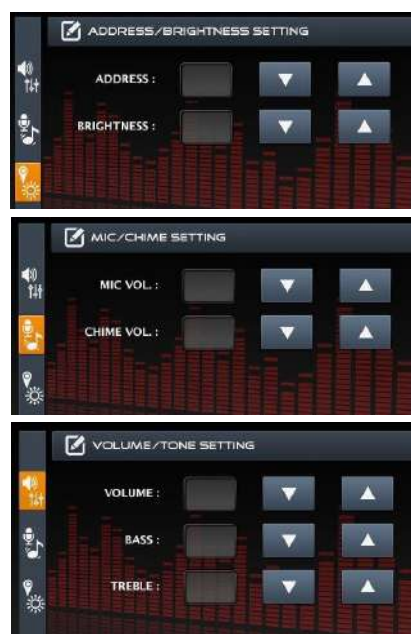 ADDRESS/BRIGHTNESS SETTING
ADDRESS :
BRIGHTNESS :
MIC/CHIME SETTING
MIC VOL. :
CHIME VOL. :
VOLUME/TONE SETTING
VOLUME :
BASS :
TREBLE :